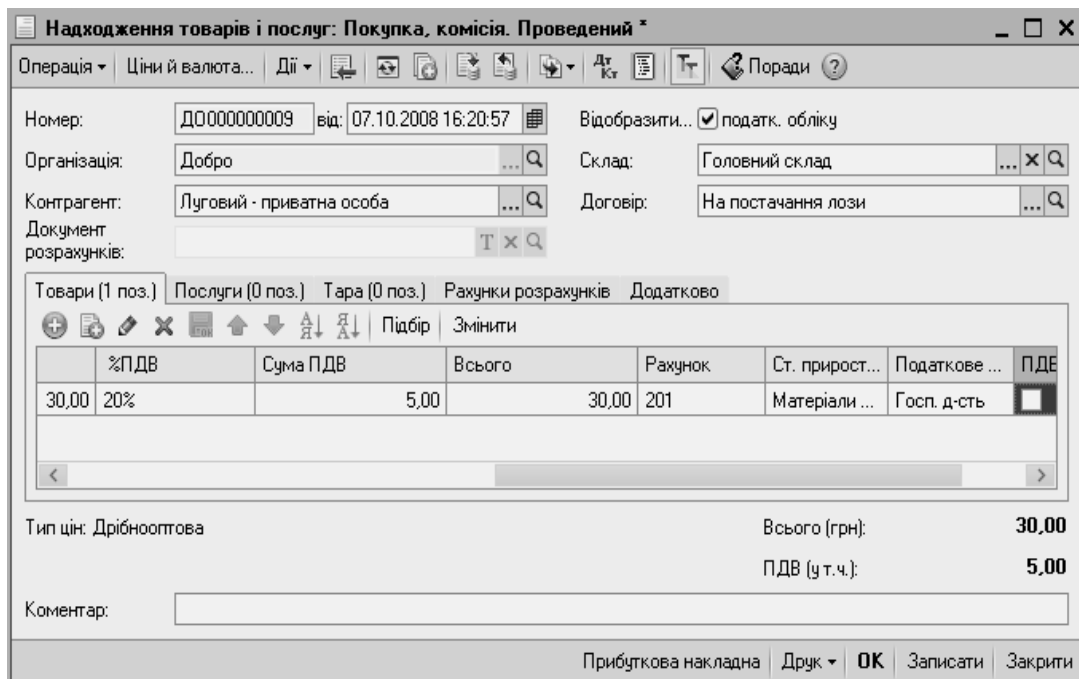 Надходження товарів і послуг: Покупка, комісія. Проведений *
Операція Ціни й валюта... Дії Дт Кт Тт Поради ?
Номер: ДО000000009 від: 07.10.2008 16:20:57 Відобразити... податк. обліку
Організація: Добро ... Склад: Головний склад ... x
Контрагент: Луговий - приватна особа ... Договір: На постачання лози ...
Документ
розрахунків: T x
Товари (1 поз.) Послуги (0 поз.) Тара (0 поз.) Рахунки розрахунків Додатково
Підбір Змінити
%ПДВ Сума ПДВ Всього Рахунок Ст. прирост... Податкове ... ПДВ
30,00 20% 5,00 30,00 201 Матеріали ... Госп. д-сть
Тип цін: Дрібнооптова Всього (грн): 30,00
ПДВ (у т.ч.): 5,00
Коментар:
Прибуткова накладна Друк OK Записати Закрити